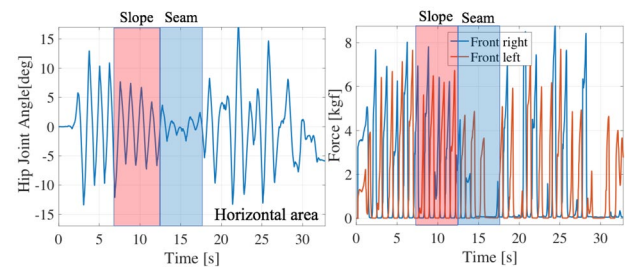 Slope Seam
15
10
5
0
-5
-10
-15
Hip Joint Angle[deg]
Horizontal area
0 5 10 15 20 25 30
Time [s]
Slope Seam
Front right
Front left
8
6
4
2
0
Force [kgf]
0 5 10 15 20 25 30
Time [s]